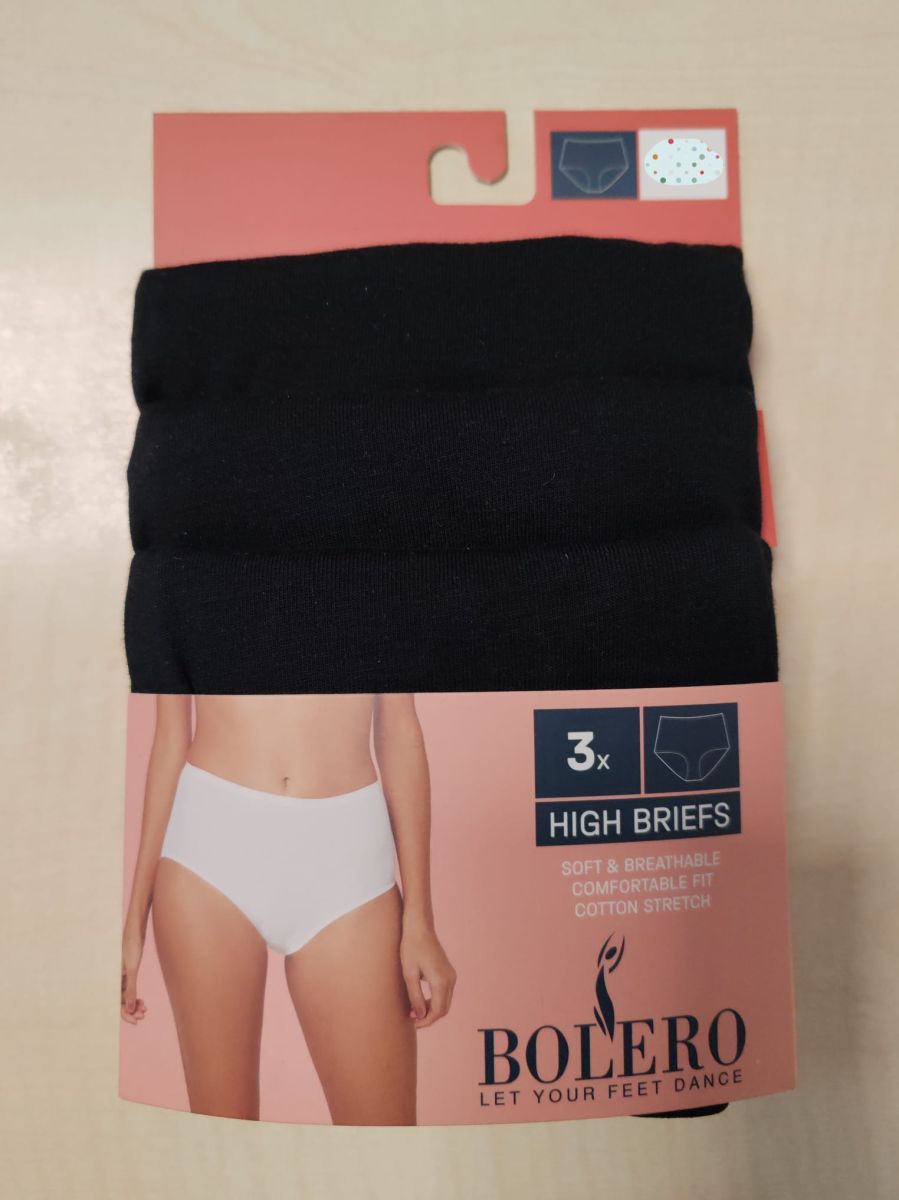 3x
HIGH BRIEFS
SOFT & BREATHABLE
COMFORTABLE FIT
COTTON STRETCH
BOLERO
LET YOUR FEET DANCE